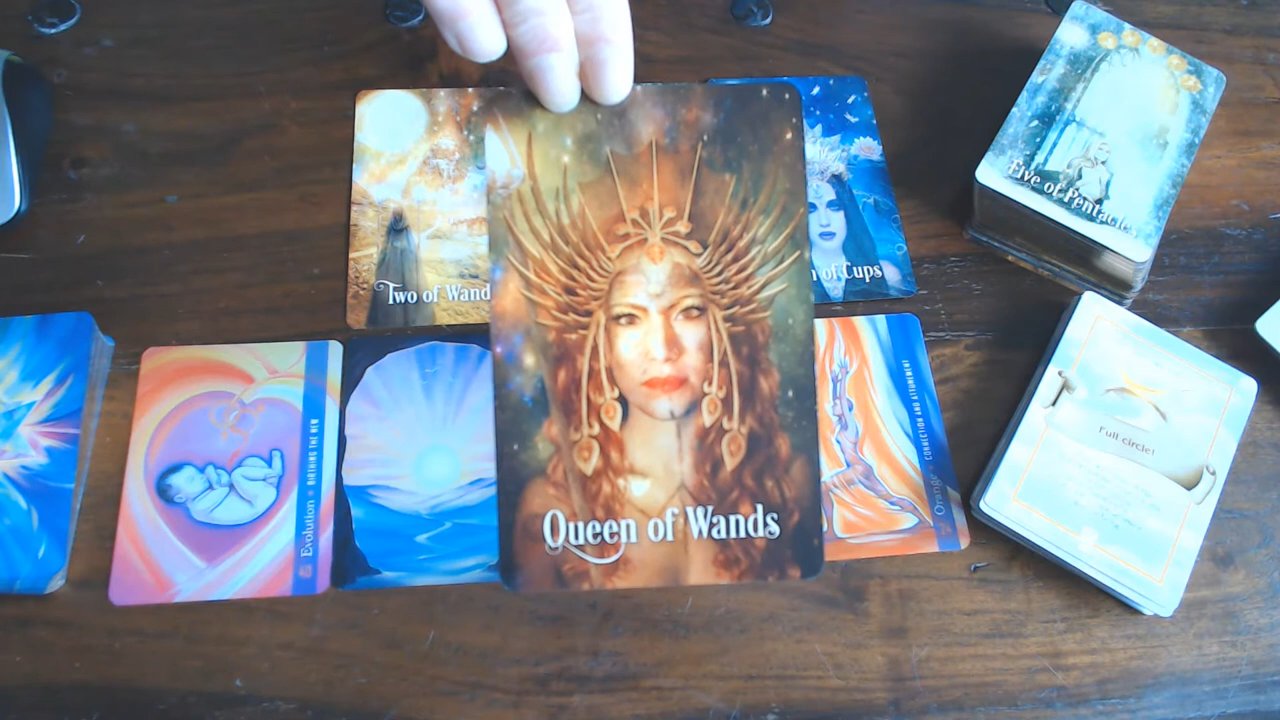 Five of Pentacles
Two of Wand
n of Cups
Queen of Wands
Evolution BIRTHING THE NEW
Orange CONNECTION AND ATTUNEMENT
Full circle!